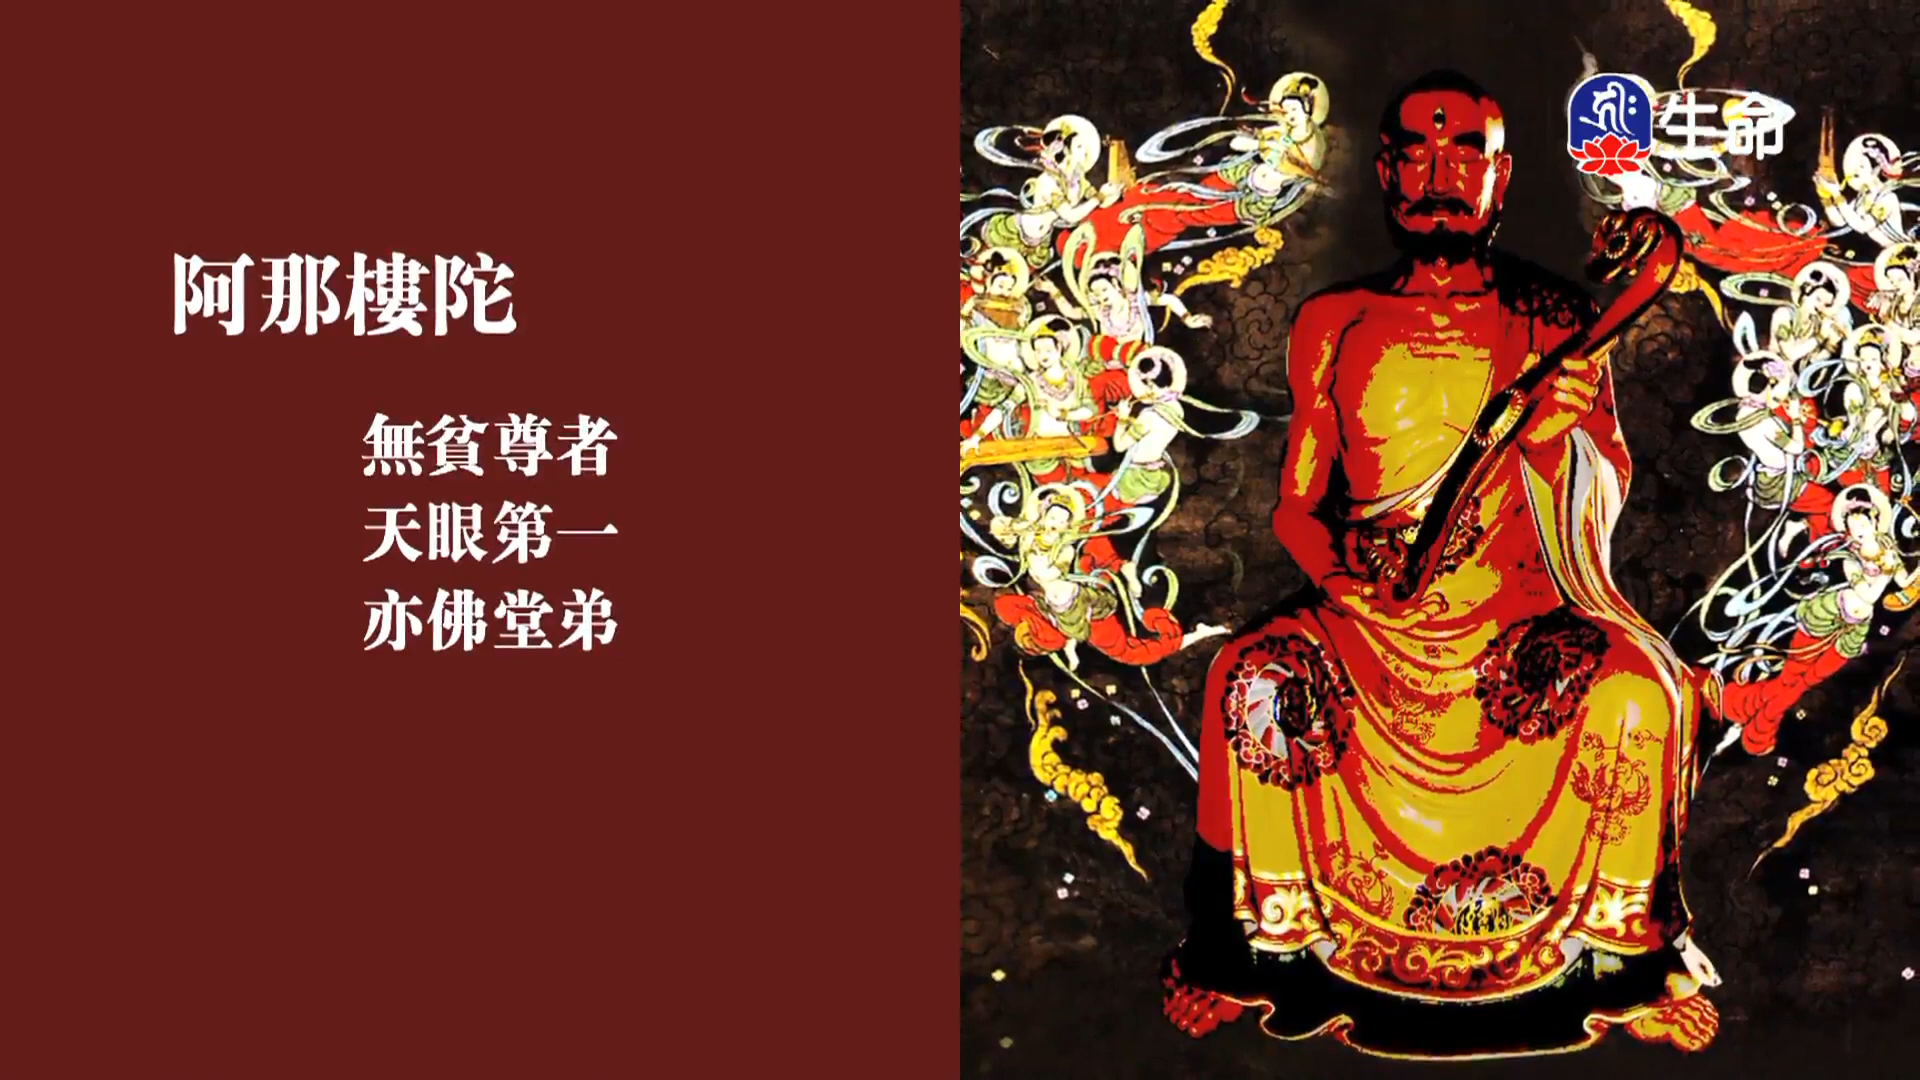 阿那樓陀
無貧尊者
天眼第一
亦佛堂弟
生命